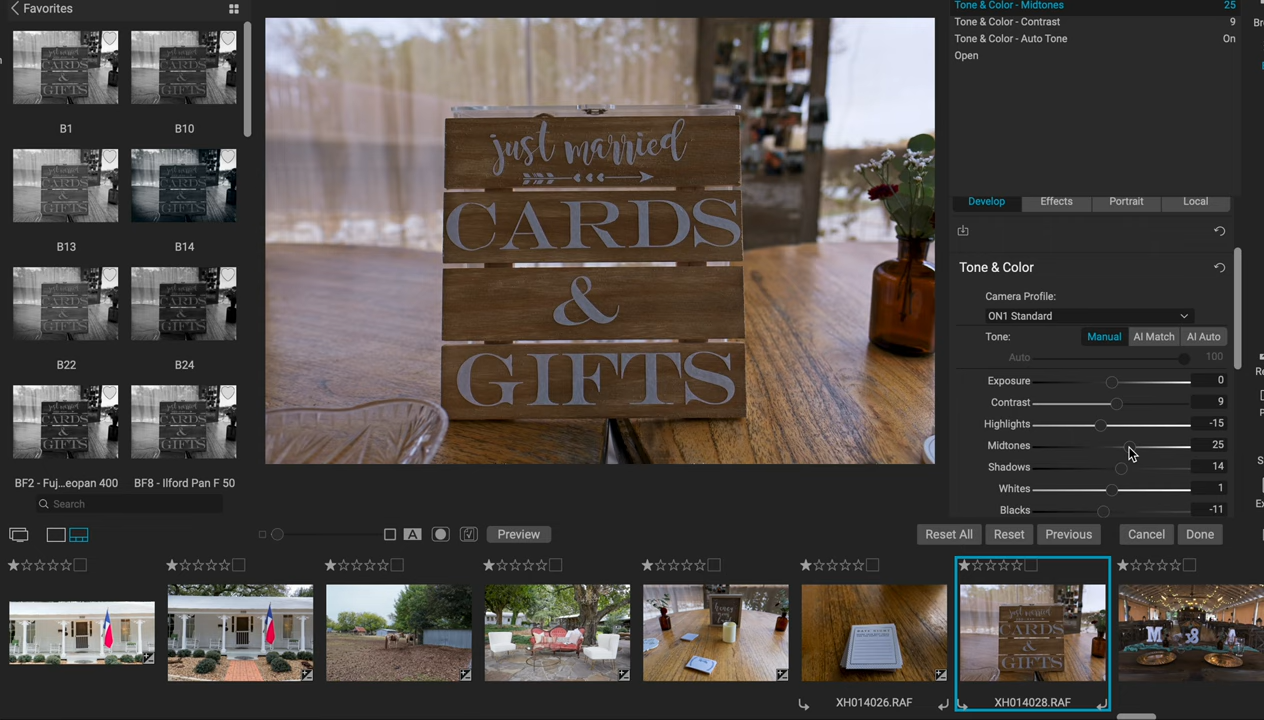 Favorites
B1
B10
B13
B14
B22
B24
BF2 - Fuj...eopan 400
BF8 - Ilford Pan F 50
Search
just married
CARDS
&
GIFTS
Tone & Color - Midtones 25
Tone & Color - Contrast 9
Tone & Color - Auto Tone On
Open
Develop Effects Portrait Local
Tone & Color
Camera Profile:
ON1 Standard
Tone: Manual AI Match AI Auto
Auto 100
Exposure 0
Contrast 9
Highlights -15
Midtones 25
Shadows 14
Whites 1
Blacks -11
A
Preview
Reset All Reset Previous Cancel Done
XH014026.RAF
XH014028.RAF